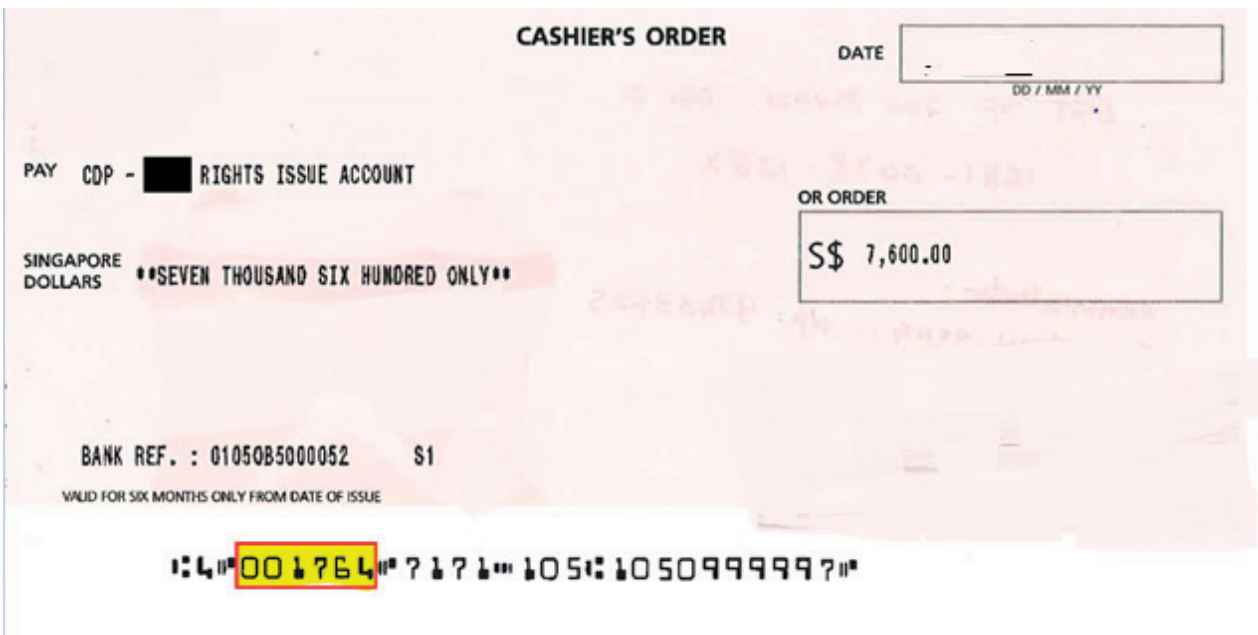 CASHIER'S ORDER
DATE
DD / MM / YY
PAY CDP - RIGHTS ISSUE ACCOUNT
OR ORDER
S$ 7,600.00
SINGAPORE DOLLARS **SEVEN THOUSAND SIX HUNDRED ONLY**
BANK REF. : 01050B5000052 S1
VALID FOR SIX MONTHS ONLY FROM DATE OF ISSUE
⑆4⑈001764⑈7171⑉105⑆1050999997⑈